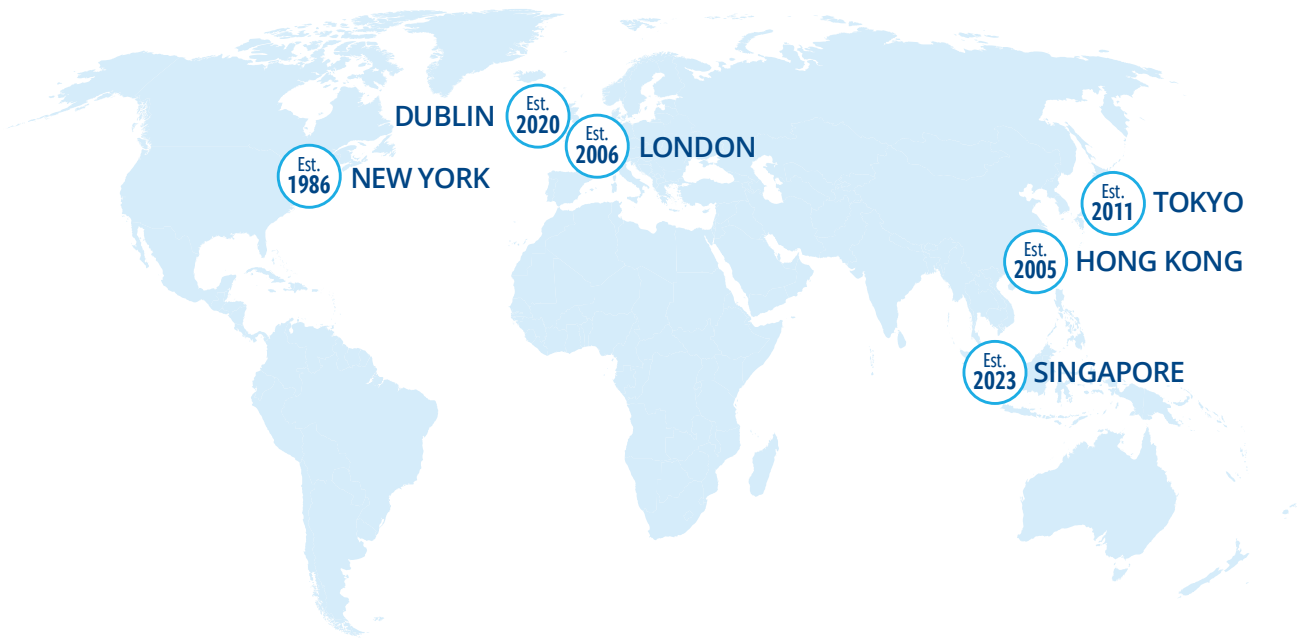 DUBLIN
Est.
2020
Est.
2006
LONDON
Est.
1986
NEW YORK
Est.
2011
TOKYO
Est.
2005
HONG KONG
Est.
2023
SINGAPORE